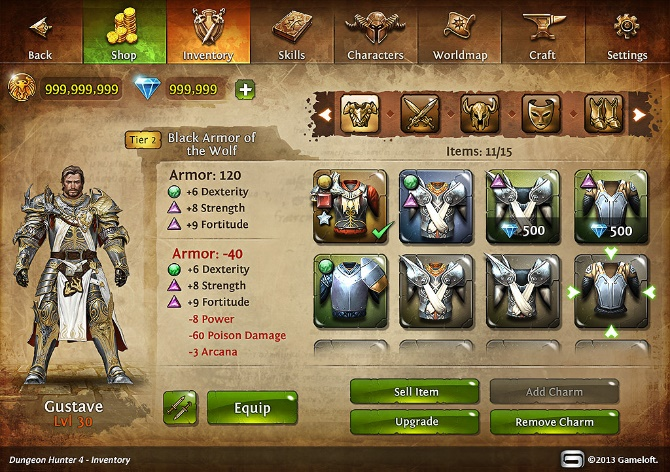 Back
Shop
Inventory
Skills
Characters
Worldmap
Craft
Settings
999,999,999
999,999
Items: 11/15
Tier 2
Black Armor of
the Wolf
Armor: 120
+6 Dexterity
+8 Strength
+9 Fortitude
Armor: -40
+6 Dexterity
+8 Strength
+9 Fortitude
-8 Power
-60 Poison Damage
-3 Arcana
500
500
Gustave
Lvl 30
Equip
Sell Item
Add Charm
Upgrade
Remove Charm
Dungeon Hunter 4 - Inventory
©2013 Gameloft.